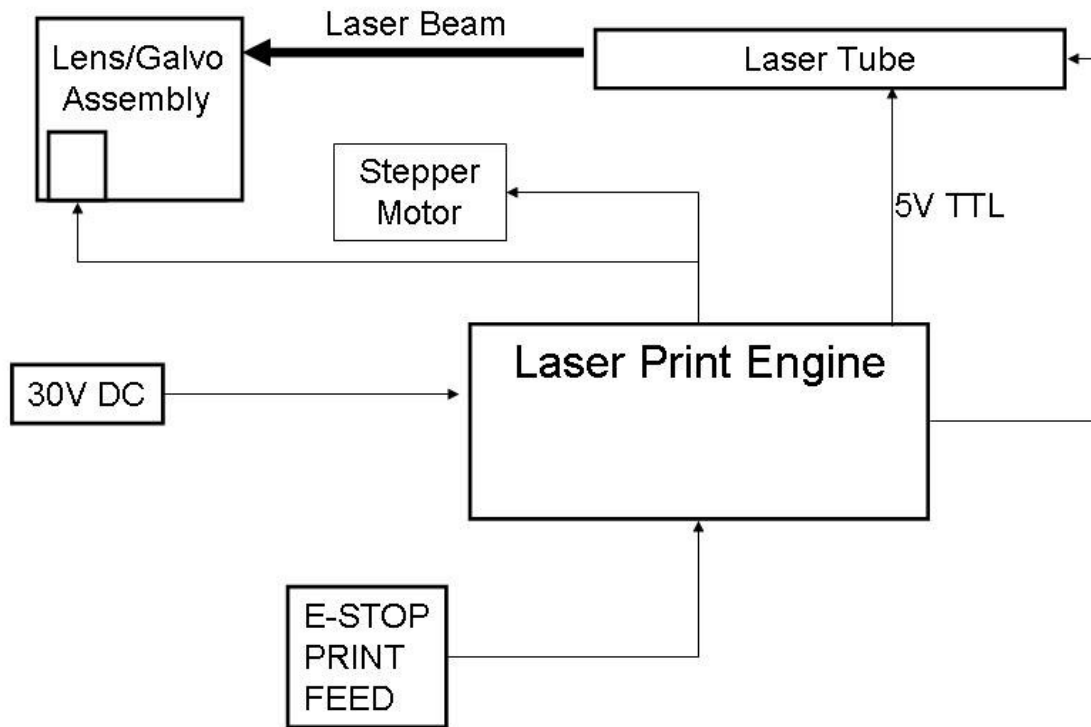 Laser Beam
Lens/Galvo
Assembly
Laser Tube
Stepper
Motor
5V TTL
Laser Print Engine
30V DC
E-STOP
PRINT
FEED